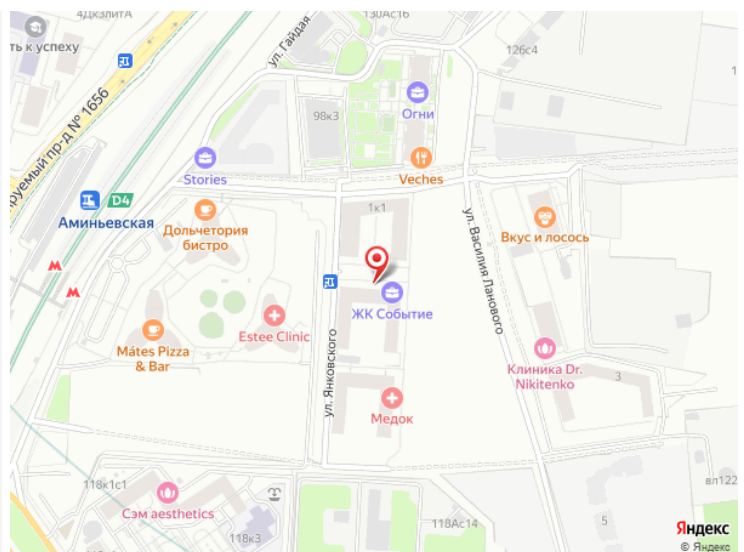 4Дк3литА
130Ас16
ть к успеху
ул. Гайдая
126с4
1
Огни
98к3
руемый пр-д № 1656
Stories
Veches
D4
1к1
Аминьевская
Дольчетория
бистро
Вкус и лосось
ул. Василия Ланового
ЖК Событие
Estee Clinic
Mátes Pizza
& Bar
ул. Янковского
Клиника Dr.
Nikitenko
3
Медок
118к1с1
вл122
Сэм aesthetics
118к3
118Ас14
5
Яндекс
© Яндекс